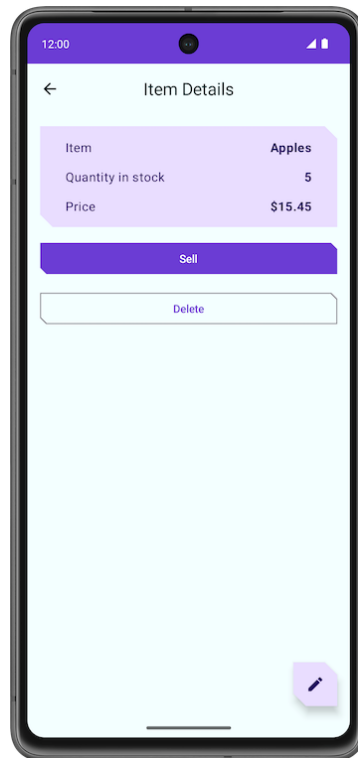 12:00
Item Details
Item Apples
Quantity in stock 5
Price $15.45
Sell
Delete